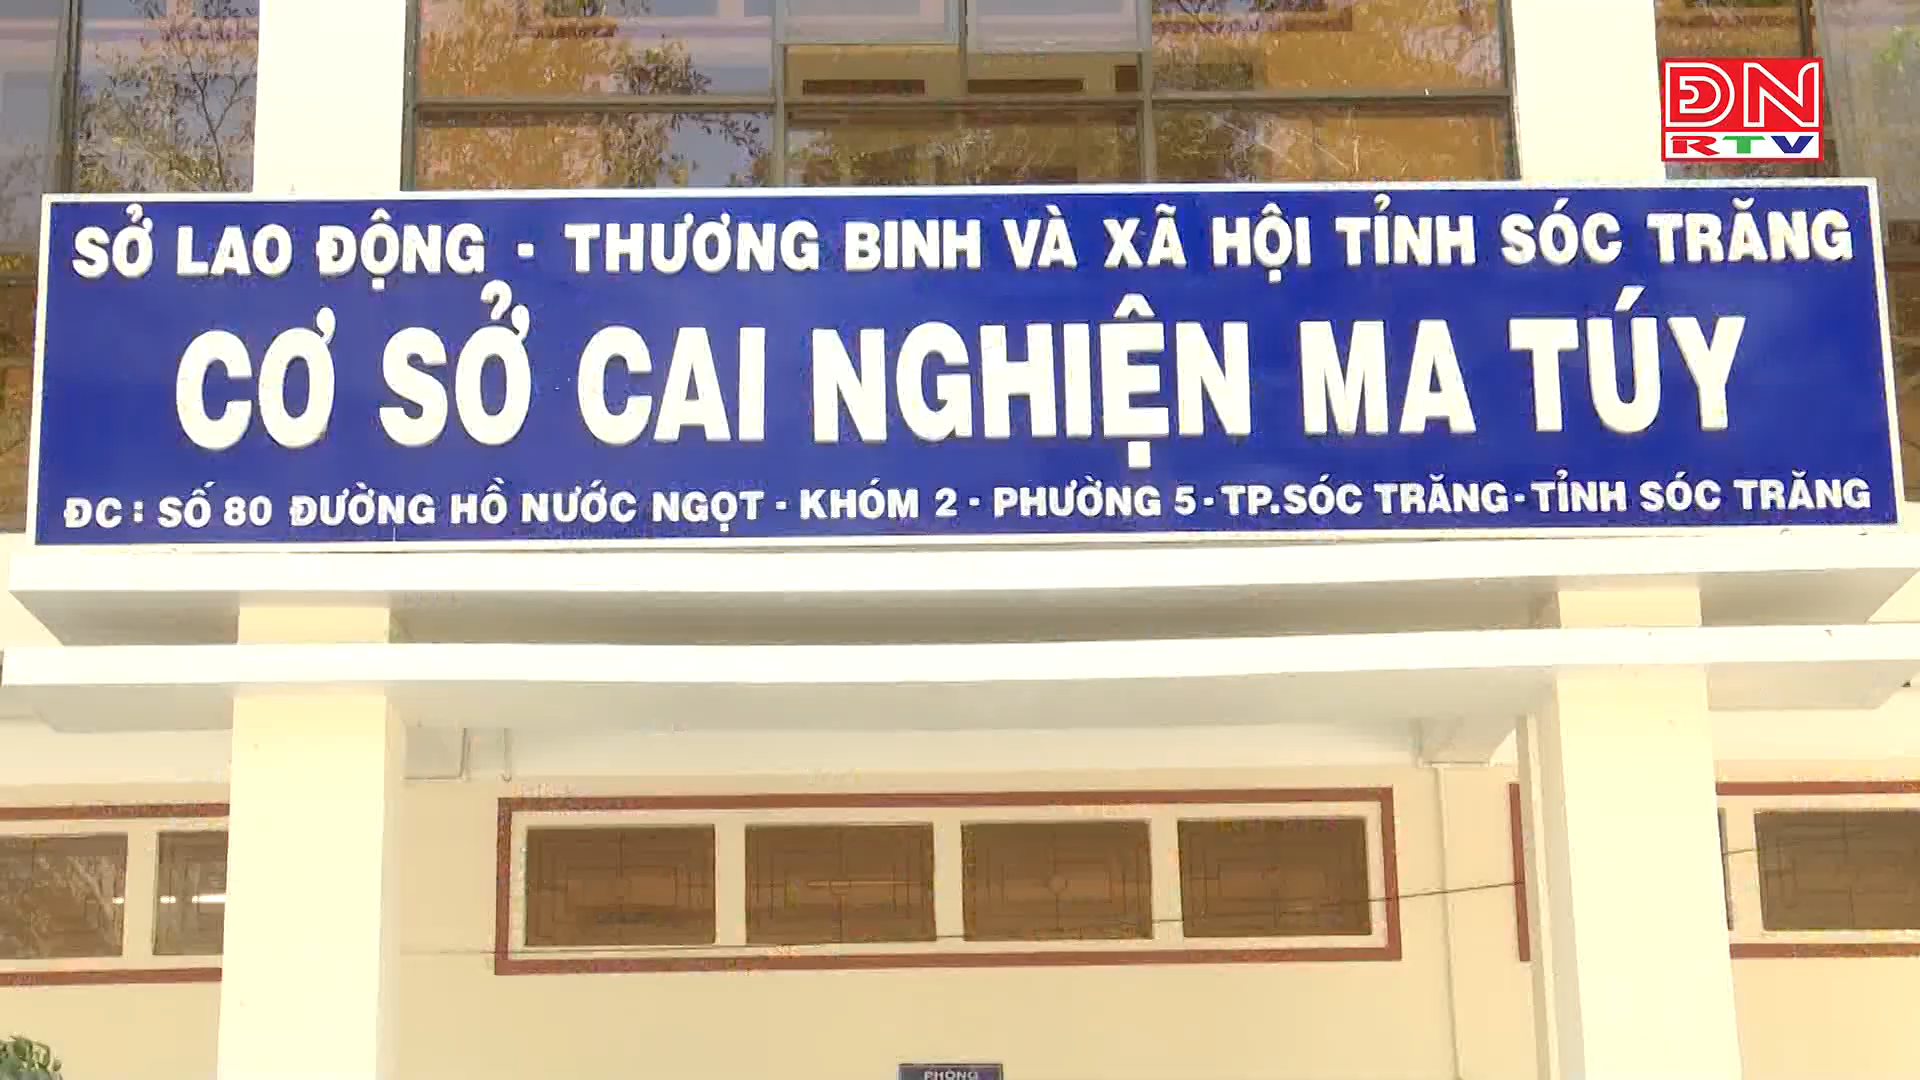 ĐN
RTV
SỞ LAO ĐỘNG - THƯƠNG BINH VÀ XÃ HỘI TỈNH SÓC TRĂNG
CƠ SỞ CAI NGHIỆN MA TÚY
ĐC : SỐ 80 ĐƯỜNG HỒ NƯỚC NGỌT - KHÓM 2 - PHƯỜNG 5 - TP.SÓC TRĂNG - TỈNH SÓC TRĂNG
PHÒNG